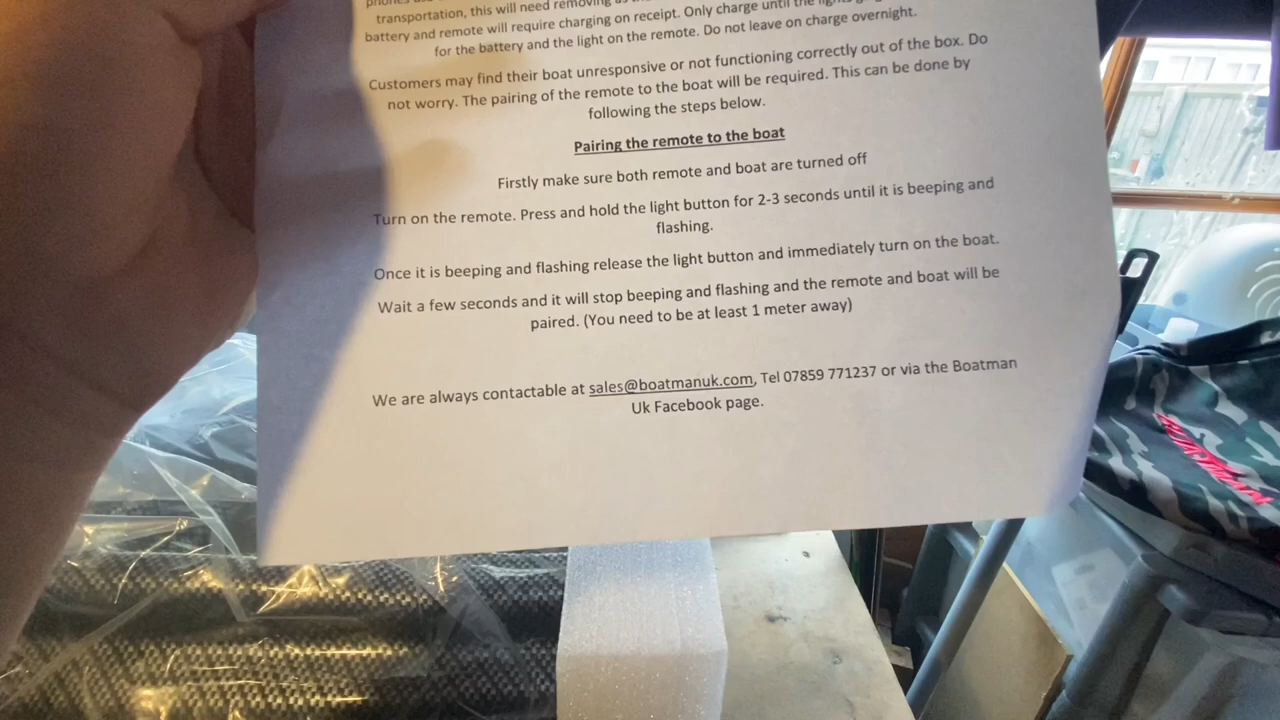 transportation, this will need removing
battery and remote will require charging on receipt. Only charge until the
for the battery and the light on the remote. Do not leave on charge overnight.
Customers may find their boat unresponsive or not functioning correctly out of the box. Do
not worry. The pairing of the remote to the boat will be required. This can be done by
following the steps below.
Pairing the remote to the boat
Firstly make sure both remote and boat are turned off
Turn on the remote. Press and hold the light button for 2-3 seconds until it is beeping and
flashing.
Once it is beeping and flashing release the light button and immediately turn on the boat.
Wait a few seconds and it will stop beeping and flashing and the remote and boat will be
paired. (You need to be at least 1 meter away)
We are always contactable at sales@boatmanuk.com, Tel 07859 771237 or via the Boatman
Uk Facebook page.